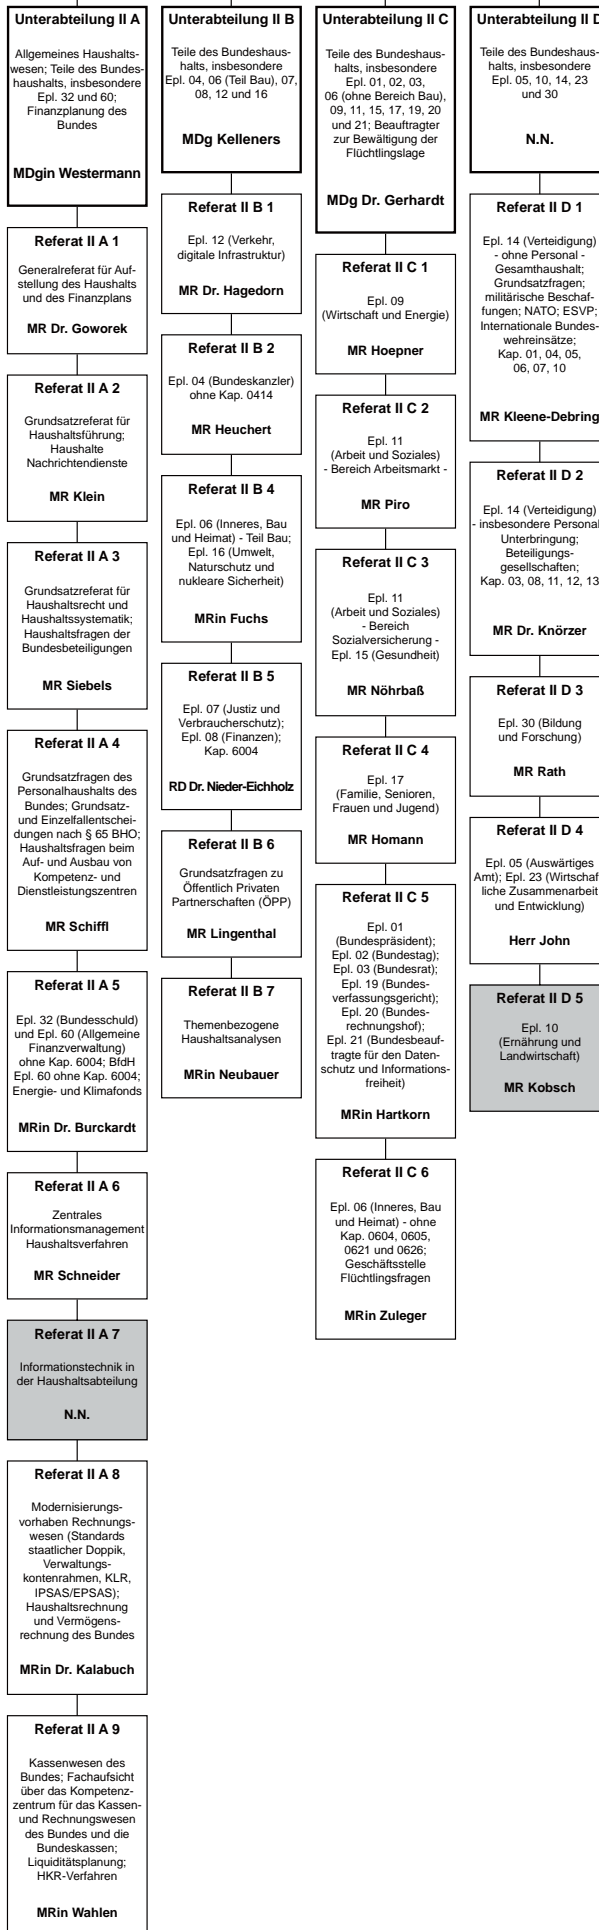 Unterabteilung II A
Allgemeines Haushalts-
wesen; Teile des Bundes-
haushalts, insbesondere
Epl. 32 und 60;
Finanzplanung des
Bundes
MDgin Westermann
Referat II A 1
Generalreferat für Auf-
stellung des Haushalts
und des Finanzplans
MR Dr. Goworek
Referat II A 2
Grundsatzreferat für
Haushaltsführung;
Haushalte
Nachrichtendienste
MR Klein
Referat II A 3
Grundsatzreferat für
Haushaltsrecht und
Haushaltssystematik;
Haushaltsfragen der
Bundesbeteiligungen
MR Siebels
Referat II A 4
Grundsatzfragen des
Personalhaushalts des
Bundes; Grundsatz-
und Einzelfallentschei-
dungen nach § 65 BHO;
Haushaltsfragen beim
Auf- und Ausbau von
Kompetenz- und
Dienstleistungszentren
MR Schiffl
Referat II A 5
Epl. 32 (Bundesschuld)
und Epl. 60 (Allgemeine
Finanzverwaltung)
ohne Kap. 6004; BfdH
Epl. 60 ohne Kap. 6004;
Energie- und Klimafonds
MRin Dr. Burckardt
Referat II A 6
Zentrales
Informationsmanagement
Haushaltsverfahren
MR Schneider
Referat II A 7
Informationstechnik in
der Haushaltsabteilung
N.N.
Referat II A 8
Modernisierungs-
vorhaben Rechnungs-
wesen (Standards
staatlicher Doppik,
Verwaltungs-
kontenrahmen, KLR,
IPSAS/EPSAS);
Haushaltsrechnung
und Vermögens-
rechnung des Bundes
MRin Dr. Kalabuch
Referat II A 9
Kassenwesen des
Bundes; Fachaufsicht
über das Kompetenz-
zentrum für das Kassen-
und Rechnungswesen
des Bundes und die
Bundeskassen;
Liquiditätsplanung;
HKR-Verfahren
MRin Wahlen
Unterabteilung II B
Teile des Bundeshaus-
halts, insbesondere
Epl. 04, 06 (Teil Bau), 07,
08, 12 und 16
MDg Kelleners
Referat II B 1
Epl. 12 (Verkehr,
digitale Infrastruktur)
MR Dr. Hagedorn
Referat II B 2
Epl. 04 (Bundeskanzler)
ohne Kap. 0414
MR Heuchert
Referat II B 4
Epl. 06 (Inneres, Bau
und Heimat) - Teil Bau;
Epl. 16 (Umwelt,
Naturschutz und
nukleare Sicherheit)
MRin Fuchs
Referat II B 5
Epl. 07 (Justiz und
Verbraucherschutz);
Epl. 08 (Finanzen);
Kap. 6004
RD Dr. Nieder-Eichholz
Referat II B 6
Grundsatzfragen zu
Öffentlich Privaten
Partnerschaften (ÖPP)
MR Lingenthal
Referat II B 7
Themenbezogene
Haushaltsanalysen
MRin Neubauer
Unterabteilung II C
Teile des Bundeshaus-
halts, insbesondere
Epl. 01, 02, 03,
06 (ohne Bereich Bau),
09, 11, 15, 17, 19, 20
und 21; Beauftragter
zur Bewältigung der
Flüchtlingslage
MDg Dr. Gerhardt
Referat II C 1
Epl. 09
(Wirtschaft und Energie)
MR Hoepner
Referat II C 2
Epl. 11
(Arbeit und Soziales)
- Bereich Arbeitsmarkt -
MR Piro
Referat II C 3
Epl. 11
(Arbeit und Soziales)
- Bereich
Sozialversicherung -
Epl. 15 (Gesundheit)
MR Nöhrbaß
Referat II C 4
Epl. 17
(Familie, Senioren,
Frauen und Jugend)
MR Homann
Referat II C 5
Epl. 01
(Bundespräsident);
Epl. 02 (Bundestag);
Epl. 03 (Bundesrat);
Epl. 19 (Bundes-
verfassungsgericht);
Epl. 20 (Bundes-
rechnungshof);
Epl. 21 (Bundesbeauf-
tragte für den Daten-
schutz und Informations-
freiheit)
MRin Hartkorn
Referat II C 6
Epl. 06 (Inneres, Bau
und Heimat) - ohne
Kap. 0604, 0605,
0621 und 0626;
Geschäftsstelle
Flüchtlingsfragen
MRin Zuleger
Unterabteilung II D
Teile des Bundeshaus-
halts, insbesondere
Epl. 05, 10, 14, 23
und 30
N.N.
Referat II D 1
Epl. 14 (Verteidigung)
- ohne Personal -
Gesamthaushalt;
Grundsatzfragen;
militärische Beschaf-
fungen; NATO; ESVP;
Internationale Bundes-
wehreinsätze;
Kap. 01, 04, 05,
06, 07, 10
MR Kleene-Debring
Referat II D 2
Epl. 14 (Verteidigung)
- insbesondere Personal
Unterbringung;
Beteiligungs-
gesellschaften;
Kap. 03, 08, 11, 12, 13
MR Dr. Knörzer
Referat II D 3
Epl. 30 (Bildung
und Forschung)
MR Rath
Referat II D 4
Epl. 05 (Auswärtiges
Amt); Epl. 23 (Wirtschaf
liche Zusammenarbeit
und Entwicklung)
Herr John
Referat II D 5
Epl. 10
(Ernährung und
Landwirtschaft)
MR Kobsch